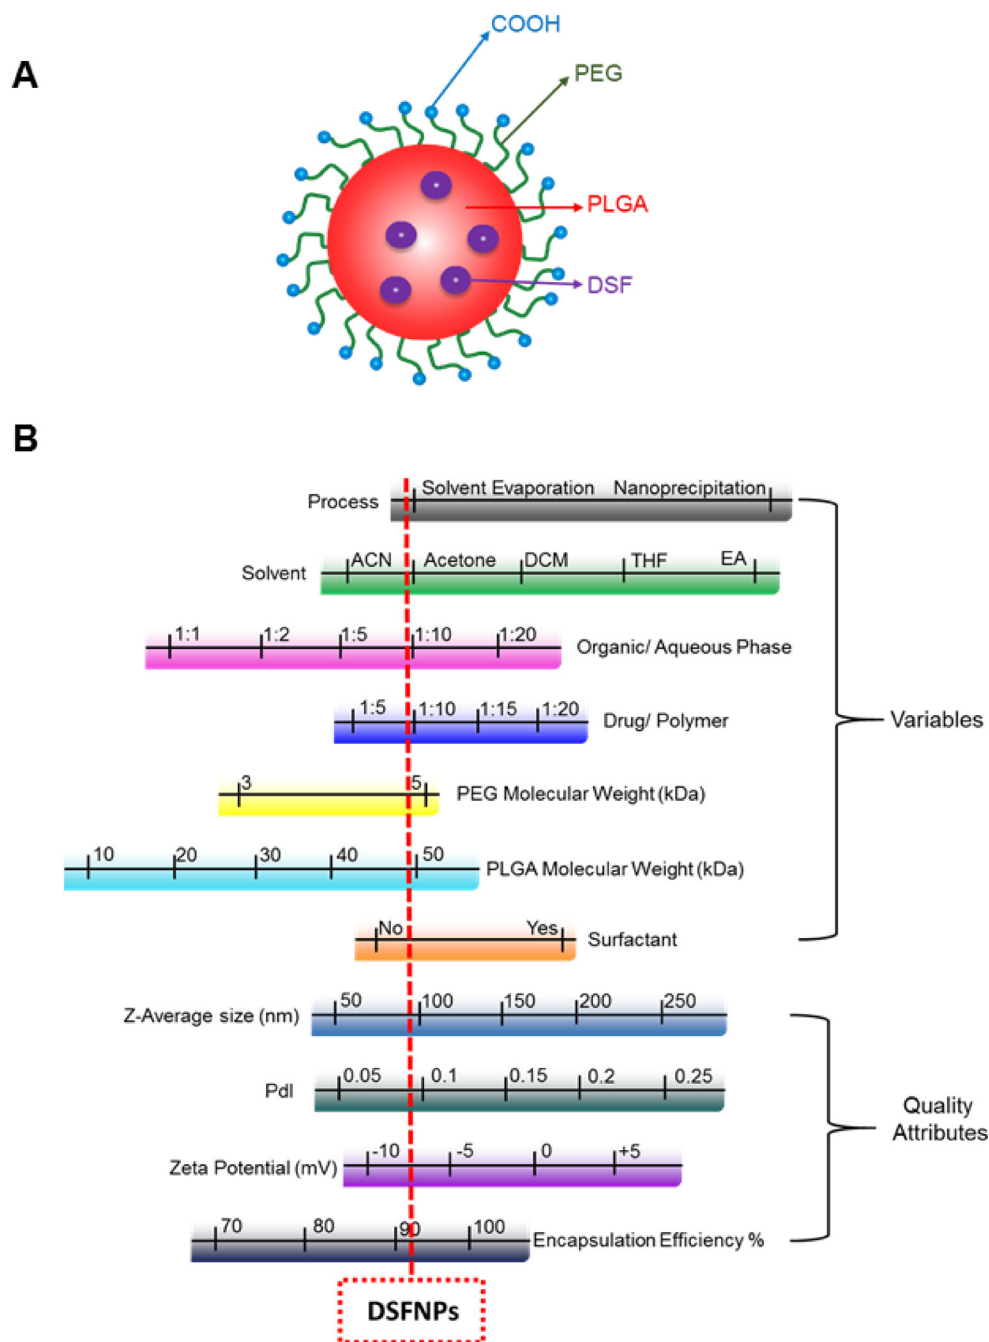 A
COOH
PEG
PLGA
DSF
B
Process
Solvent Evaporation Nanoprecipitation
Solvent
ACN Acetone DCM THF EA
1:1 1:2 1:5 1:10 1:20
Organic/ Aqueous Phase
1:5 1:10 1:15 1:20
Drug/ Polymer
Variables
3 5
PEG Molecular Weight (kDa)
10 20 30 40 50
PLGA Molecular Weight (kDa)
No Yes
Surfactant
Z-Average size (nm)
50 100 150 200 250
PdI
0.05 0.1 0.15 0.2 0.25
Quality
Attributes
Zeta Potential (mV)
-10 -5 0 +5
70 80 90 100
Encapsulation Efficiency %
DSFNPs